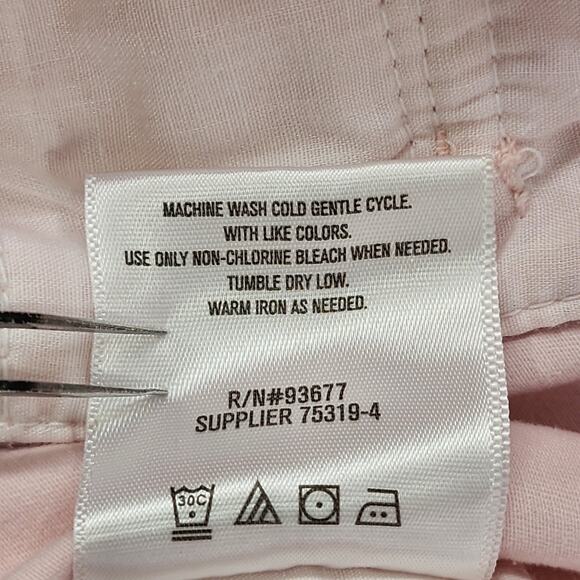 MACHINE WASH COLD GENTLE CYCLE.
WITH LIKE COLORS.
USE ONLY NON-CHLORINE BLEACH WHEN NEEDED.
TUMBLE DRY LOW.
WARM IRON AS NEEDED.
R/N#93677
SUPPLIER 75319-4
30C